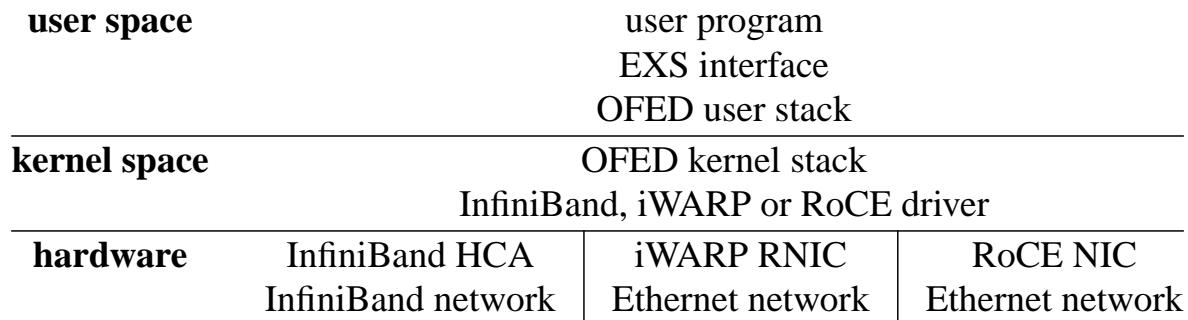 user space user program
EXS interface
OFED user stack
kernel space OFED kernel stack
InfiniBand, iWARP or RoCE driver
hardware InfiniBand HCA iWARP RNIC RoCE NIC
InfiniBand network Ethernet network Ethernet network